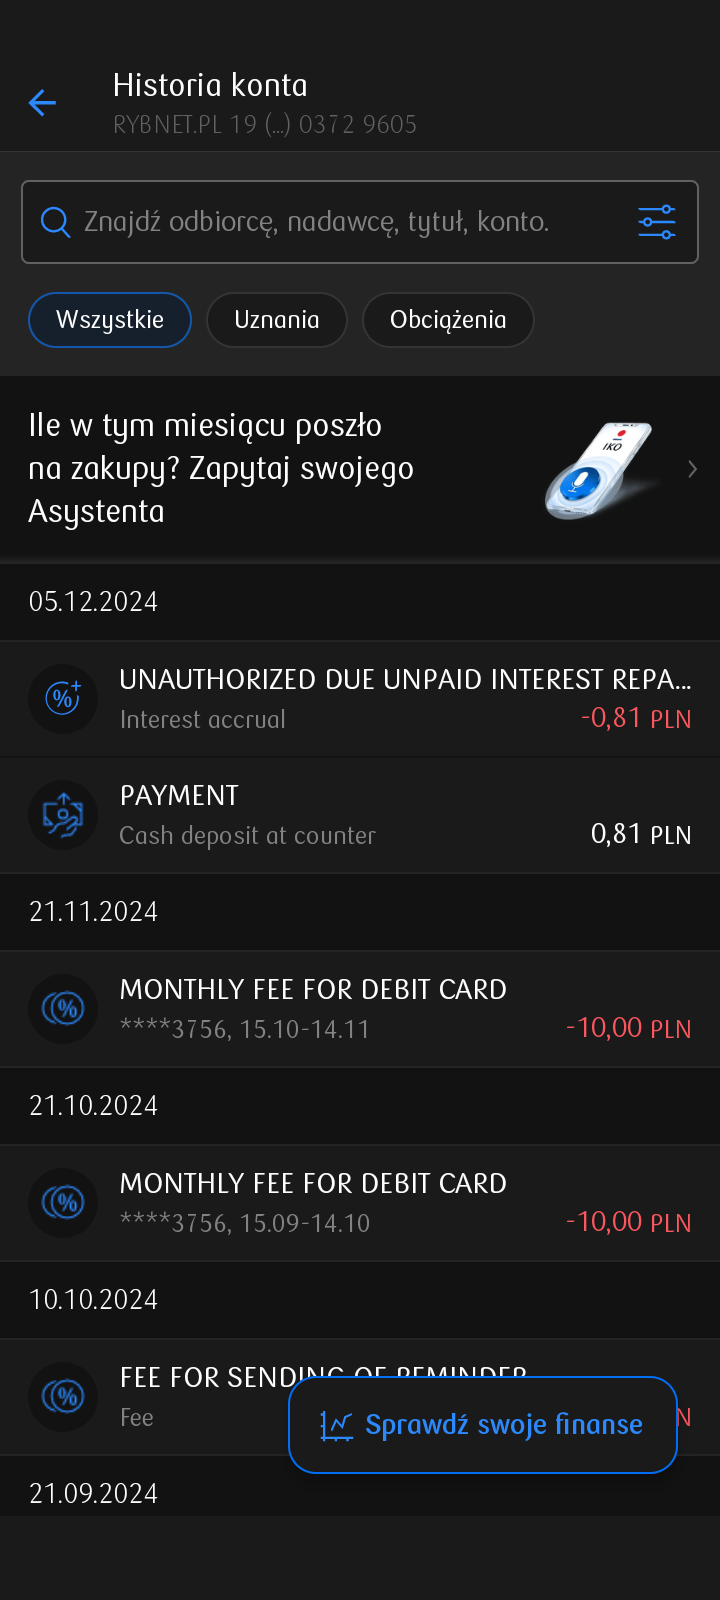 Historia konta
RYBNET.PL 19 (...) 0372 9605
Znajdź odbiorcę, nadawcę, tytuł, konto.
Wszystkie
Uznania
Obciążenia
Ile w tym miesiącu poszło
na zakupy? Zapytaj swojego
Asystenta
IKO
05.12.2024
UNAUTHORIZED DUE UNPAID INTEREST REPA...
Interest accrual
-0,81 PLN
PAYMENT
Cash deposit at counter
0,81 PLN
21.11.2024
MONTHLY FEE FOR DEBIT CARD
****3756, 15.10-14.11
-10,00 PLN
21.10.2024
MONTHLY FEE FOR DEBIT CARD
****3756, 15.09-14.10
-10,00 PLN
10.10.2024
FEE FOR SENDING OF REMINDER
Fee
N
Sprawdź swoje finanse
21.09.2024